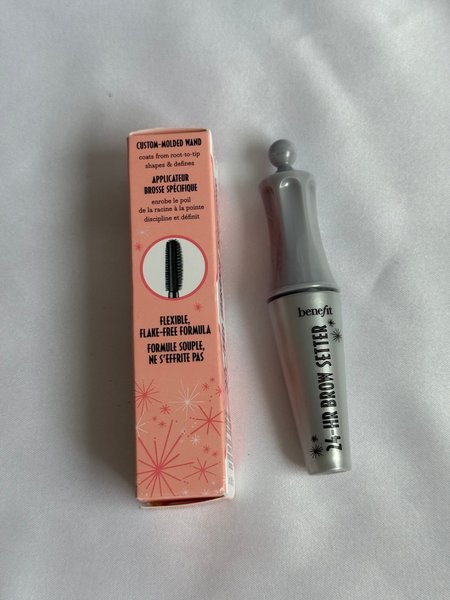 CUSTOM-MOLDED WAND
coats from root-to-tip
shapes & defines
APPLICATEUR
BROSSE SPÉCIFIQUE
enrobe le poil
de la racine à la pointe
discipline et définit
FLEXIBLE,
FLAKE-FREE FORMULA
FORMULE SOUPLE,
NE S'EFFRITE PAS
benefit
24-HR BROW SETTER